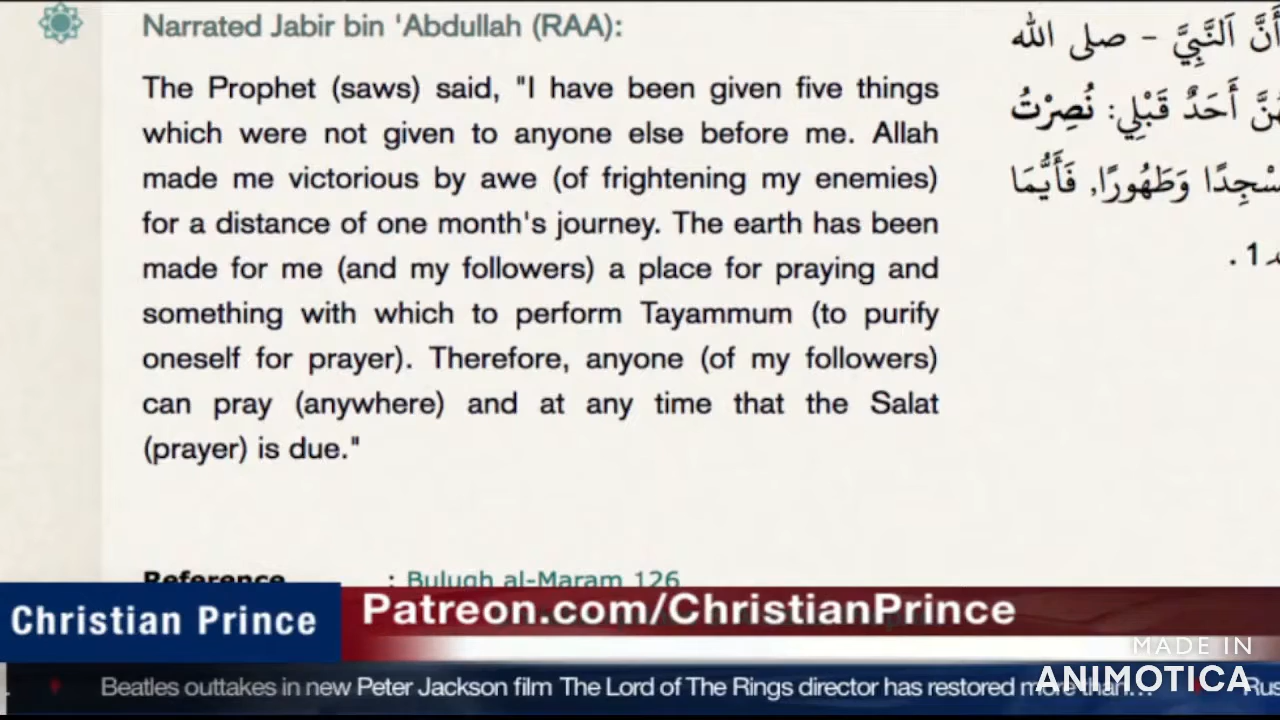 Narrated Jabir bin 'Abdullah (RAA):
The Prophet (saws) said, "I have been given five things
which were not given to anyone else before me. Allah
made me victorious by awe (of frightening my enemies)
for a distance of one month's journey. The earth has been
made for me (and my followers) a place for praying and
something with which to perform Tayammum (to purify
oneself for prayer). Therefore, anyone (of my followers)
can pray (anywhere) and at any time that the Salat
(prayer) is due."
أَنَّ اَلنَّبِيَّ - صلى الله
أَحَدٌ قَبْلِي: نُصِرْتُ
وَطَهُورًا, فَأَيُّمَا
1.
Reference : Bulugh al-Maram 126
Christian Prince
Patreon.com/ChristianPrince
MADE IN
ANIMOTICA
Beatles outtakes in new Peter Jackson film The Lord of The Rings director has restored more than...